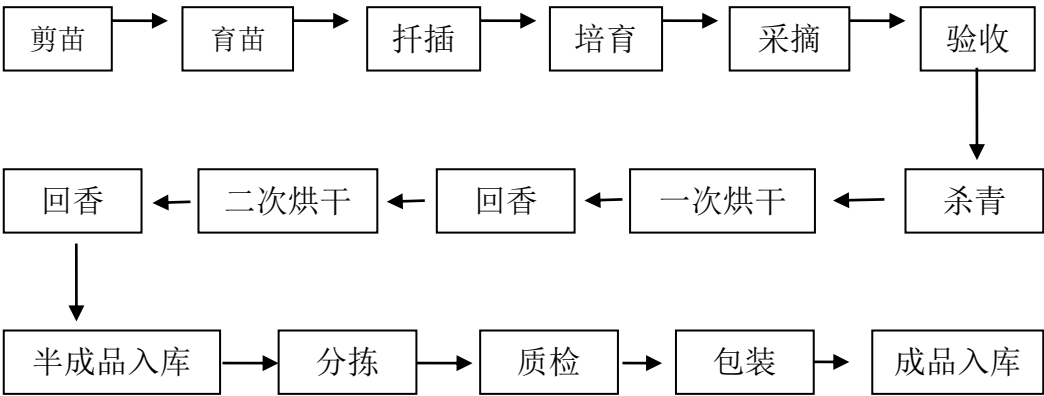 剪苗 育苗 扦插 培育 采摘 验收
回香 二次烘干 回香 一次烘干 杀青
半成品入库 分拣 质检 包装 成品入库